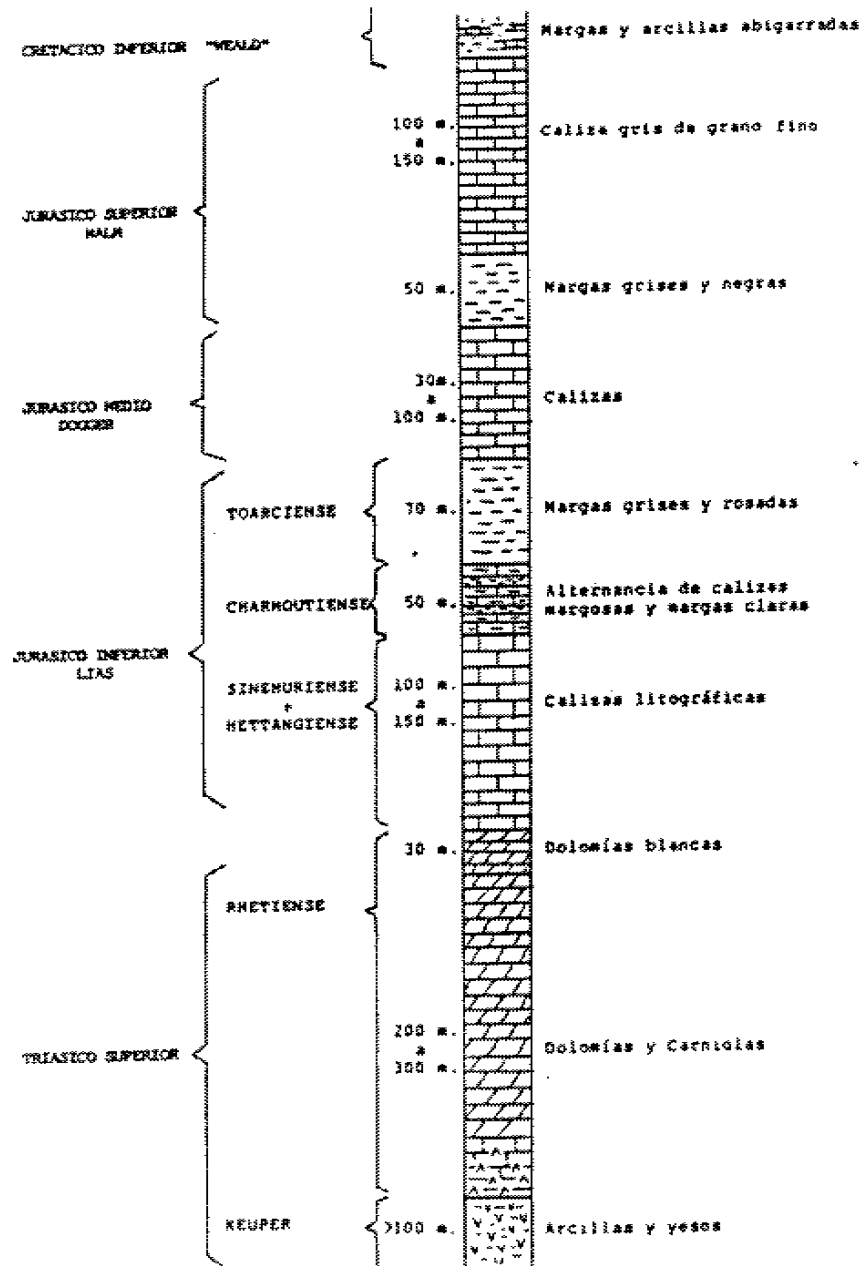 CRETACICO INFERIOR "WEALD"
Margas y arcillas abigarradas
100 m.
a
150 m.
Caliza gris de grano fino
JURASICO SUPERIOR
MALM
50 m.
Margas grises y negras
JURASICO MEDIO
DOGGER
30m.
a
100 m.
Calizas
TOARCIENSE
70 m.
Margas grises y rosadas
CHARMOUTIENSE
50 m.
Alternancia de calizas
margosas y margas claras
JURASICO INFERIOR
LIAS
SINEMURIENSE
+
HETTANGIENSE
100 m.
a
150 m.
Calizas litográficas
30 m.
Dolomías blancas
RHETIENSE
TRIASICO SUPERIOR
200 m.
a
300 m.
Dolomías y Carniolas
KEUPER
>300 m.
Arcillas y yesos